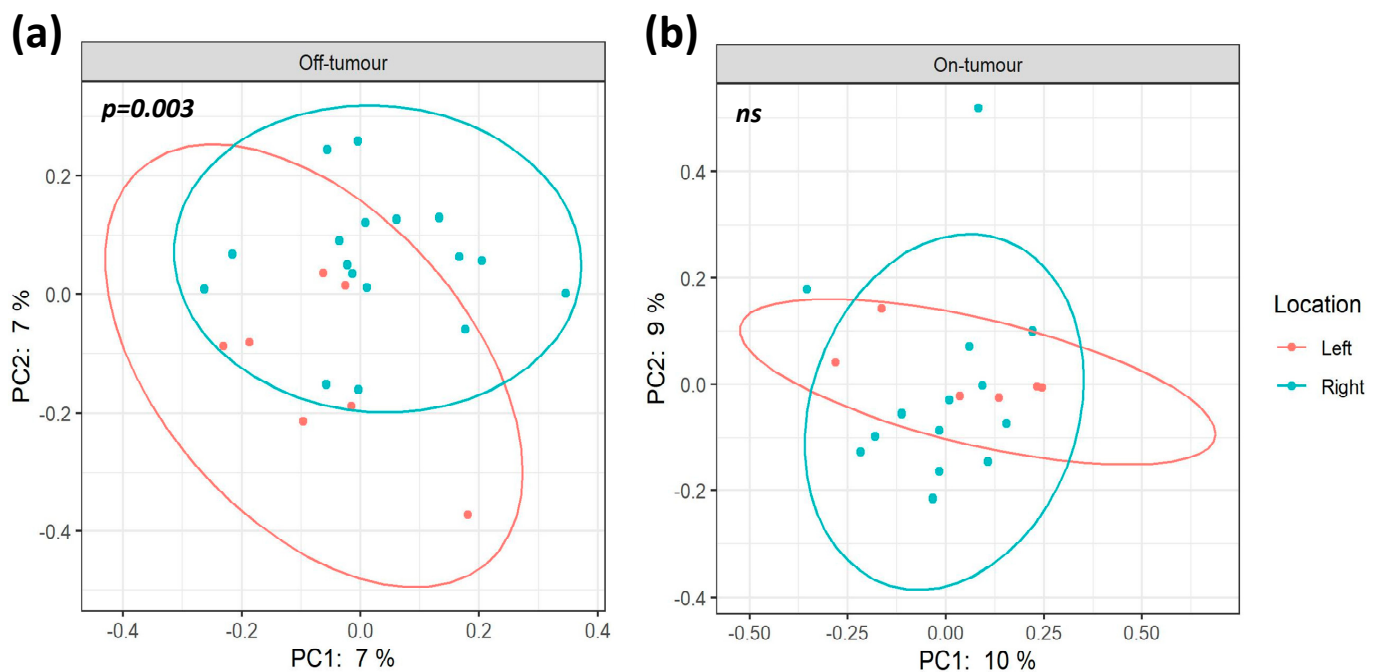 (a)
Off-tumour
p=0.003
0.2
0.0
-0.2
-0.4
PC2: 7 %
-0.4
-0.2
0.0
0.2
0.4
PC1: 7 %
(b)
On-tumour
ns
0.4
0.2
0.0
-0.2
-0.4
PC2: 9 %
-0.50
-0.25
0.00
0.25
0.50
PC1: 10 %
Location
Left
Right